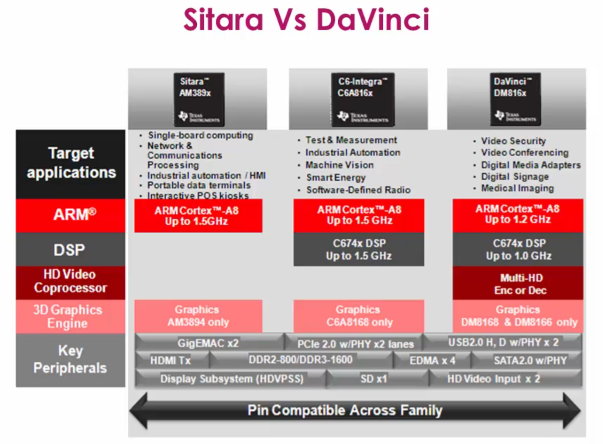 Sitara Vs DaVinci
Sitara™
AM389x
TEXAS
INSTRUMENTS
C6-Integra™
C6A816x
TEXAS
INSTRUMENTS
DaVinci™
DM816x
TEXAS
INSTRUMENTS
Target
applications
• Single-board computing
• Network &
Communications
Processing
• Industrial automation / HMI
• Portable data terminals
• Interactive POS kiosks
• Test & Measurement
• Industrial Automation
• Machine Vision
• Smart Energy
• Software-Defined Radio
• Video Security
• Video Conferencing
• Digital Media Adapters
• Digital Signage
• Medical Imaging
ARM®
ARM Cortex™-A8
Up to 1.5GHz
ARM Cortex™-A8
Up to 1.5 GHz
ARM Cortex™-A8
Up to 1.2 GHz
DSP
C674x DSP
Up to 1.5 GHz
C674x DSP
Up to 1.0 GHz
HD Video
Coprocessor
Multi-HD
Enc or Dec
3D Graphics
Engine
Graphics
AM3894 only
Graphics
C6A8168 only
Graphics
DM8168 & DM8166 only
Key
Peripherals
GigEMAC x2
PCIe 2.0 w/PHY x2 lanes
USB2.0 H, D w/PHY x 2
HDMI Tx
DDR2-800/DDR3-1600
EDMA x 4
SATA2.0 w/PHY
Display Subsystem (HDVPSS)
SD x1
HD Video Input x 2
Pin Compatible Across Family